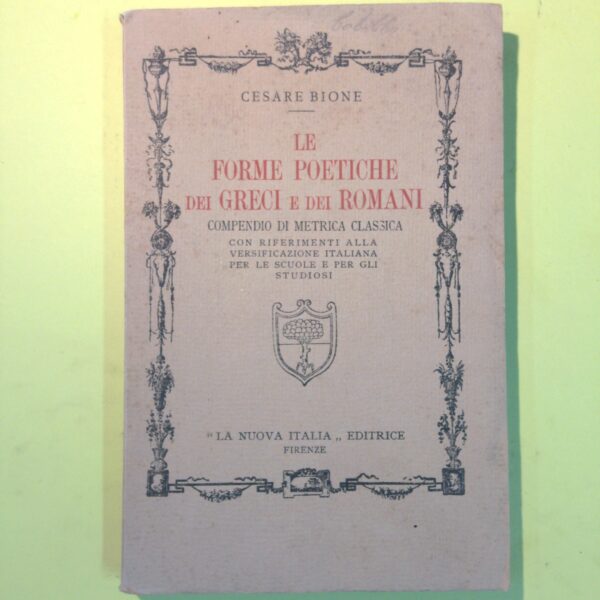 CESARE BIONE
LE
FORME POETICHE
DEI GRECI E DEI ROMANI
COMPENDIO DI METRICA CLASSICA
CON RIFERIMENTI ALLA
VERSIFICAZIONE ITALIANA
PER LE SCUOLE E PER GLI
STUDIOSI
"LA NUOVA ITALIA„ EDITRICE
FIRENZE